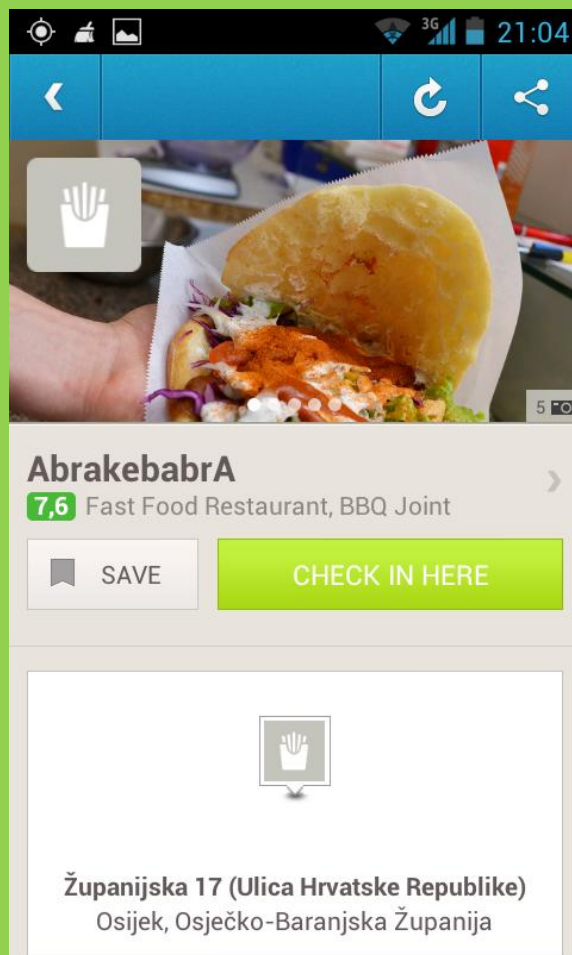 3G 21:04
5
AbrakebabrA
7,6 Fast Food Restaurant, BBQ Joint
SAVE CHECK IN HERE
Županijska 17 (Ulica Hrvatske Republike)
Osijek, Osječko-Baranjska Županija